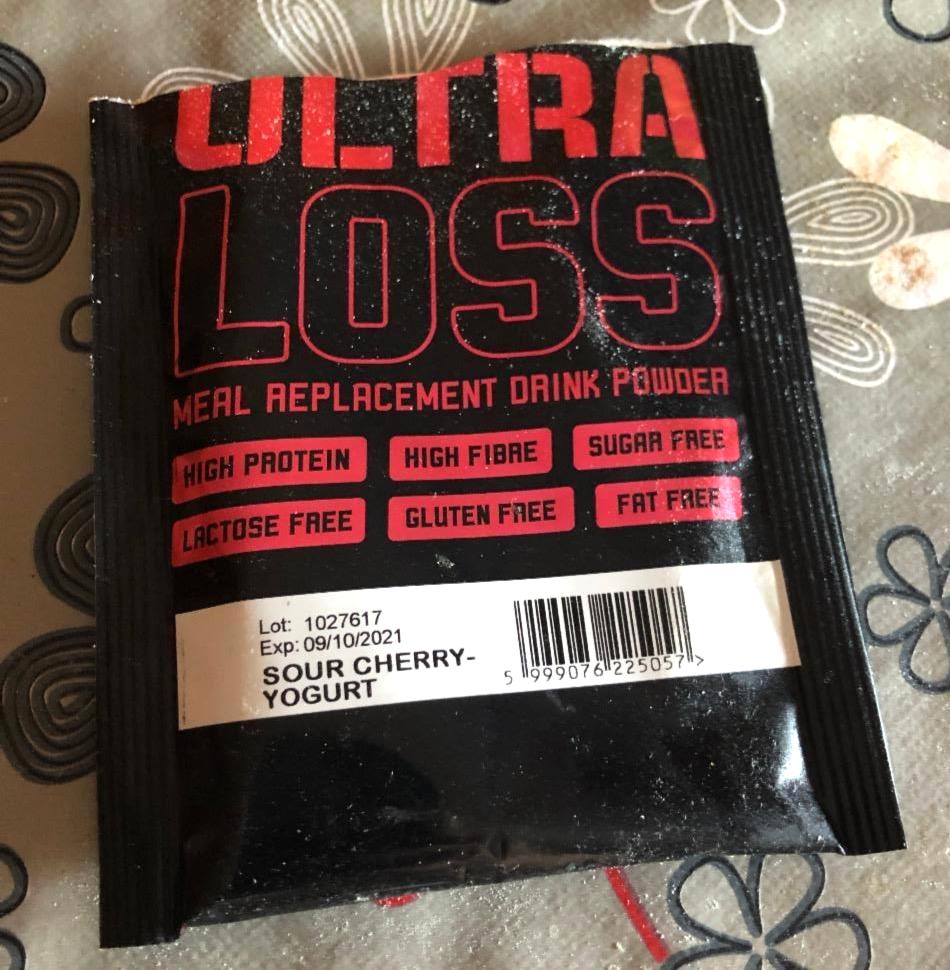 ULTRA
LOSS
MEAL REPLACEMENT DRINK POWDER
HIGH PROTEIN HIGH FIBRE SUGAR FREE
LACTOSE FREE GLUTEN FREE FAT FREE
Lot: 1027617
Exp: 09/10/2021
SOUR CHERRY-
YOGURT
5 999076 225057 >